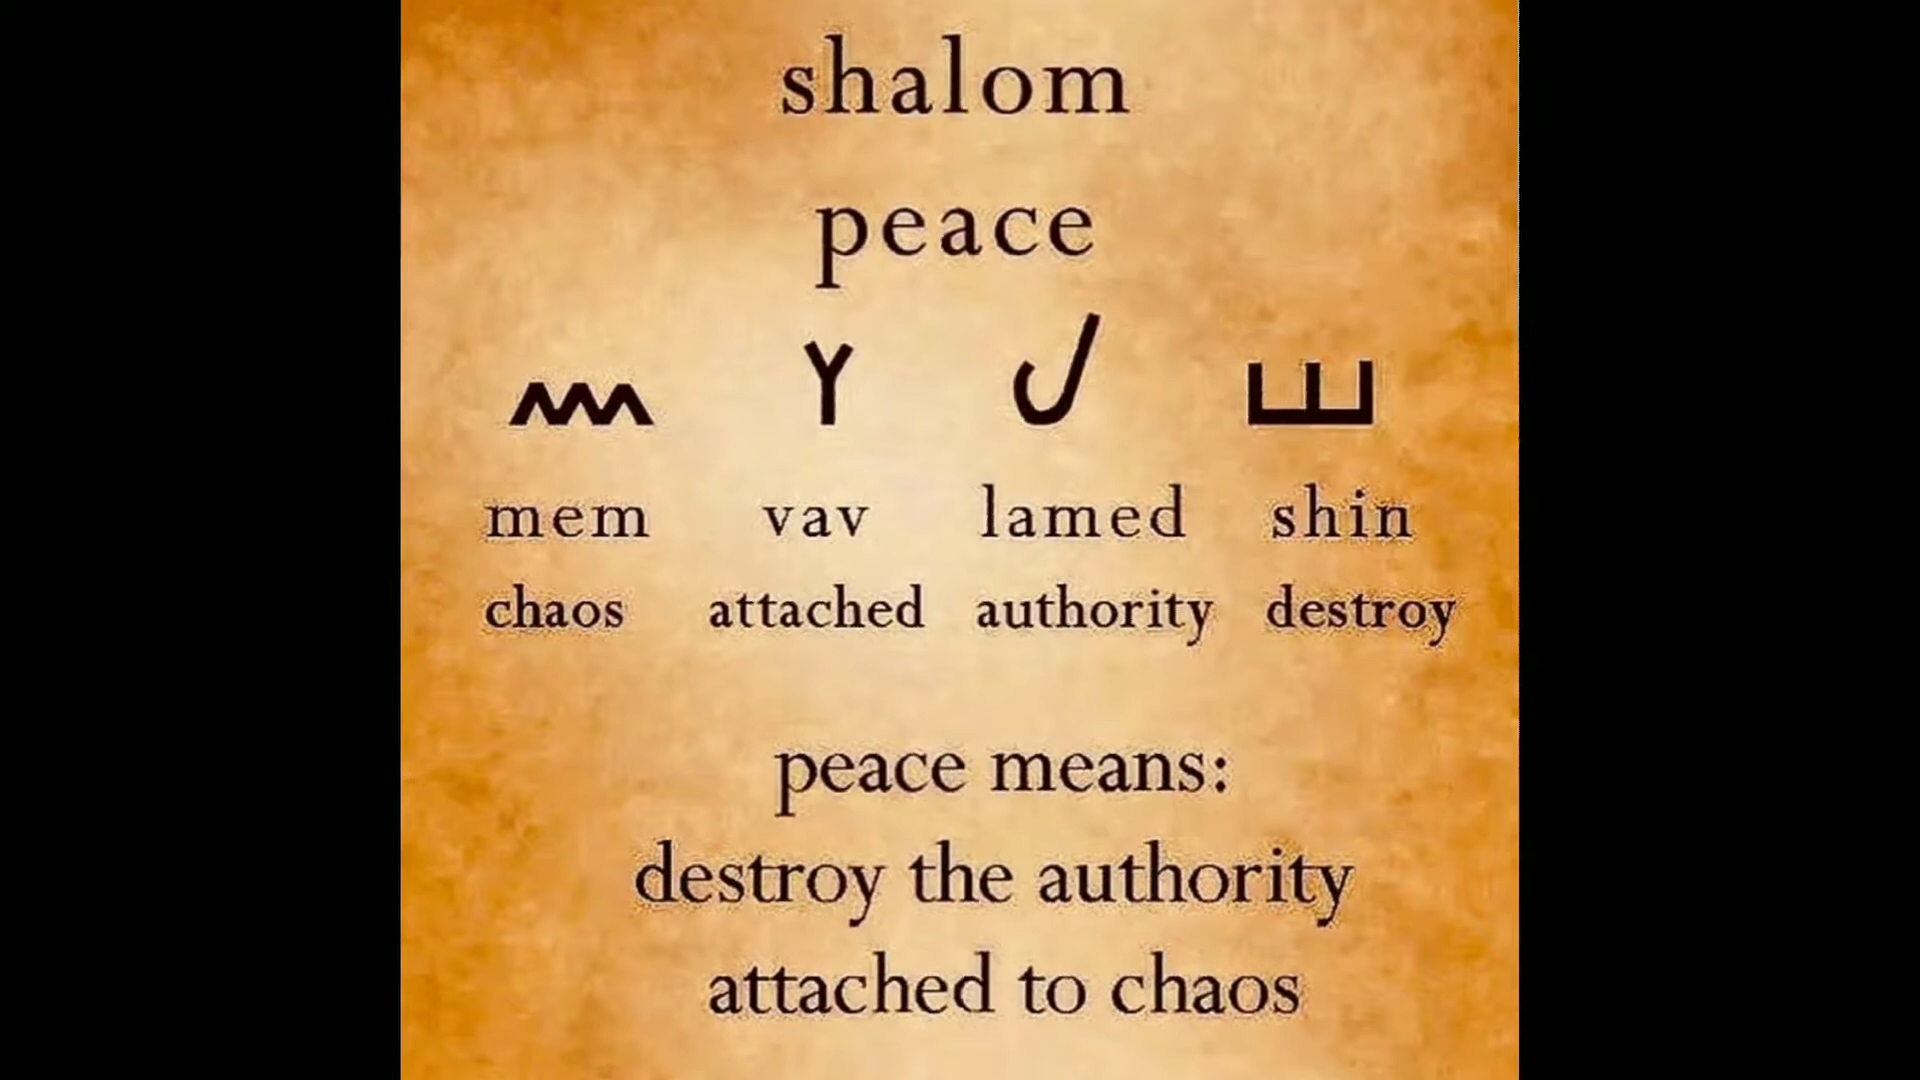 shalom
peace
𐤌 𐤅 𐤋 𐤔
mem vav lamed shin
chaos attached authority destroy
peace means:
destroy the authority
attached to chaos